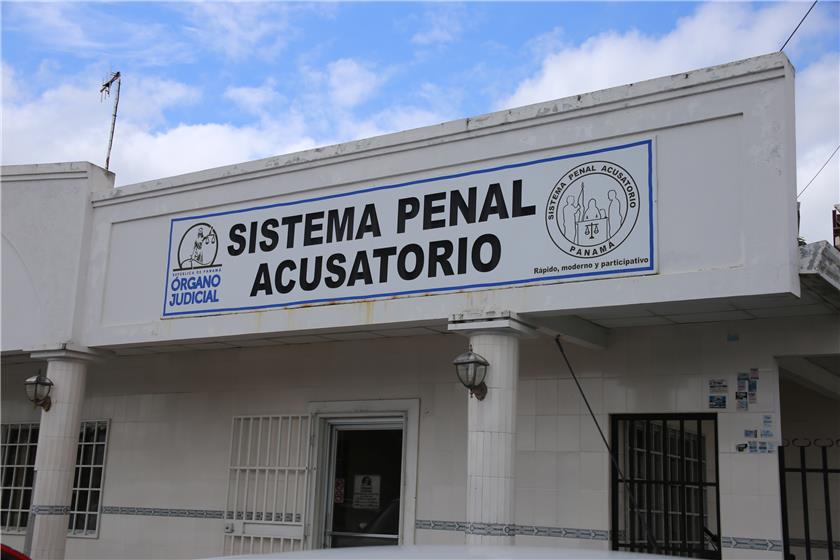 REPÚBLICA DE PANAMÁ
ÓRGANO
JUDICIAL
SISTEMA PENAL
ACUSATORIO
SISTEMA PENAL ACUSATORIO
PANAMÁ
Rápido, moderno y participativo